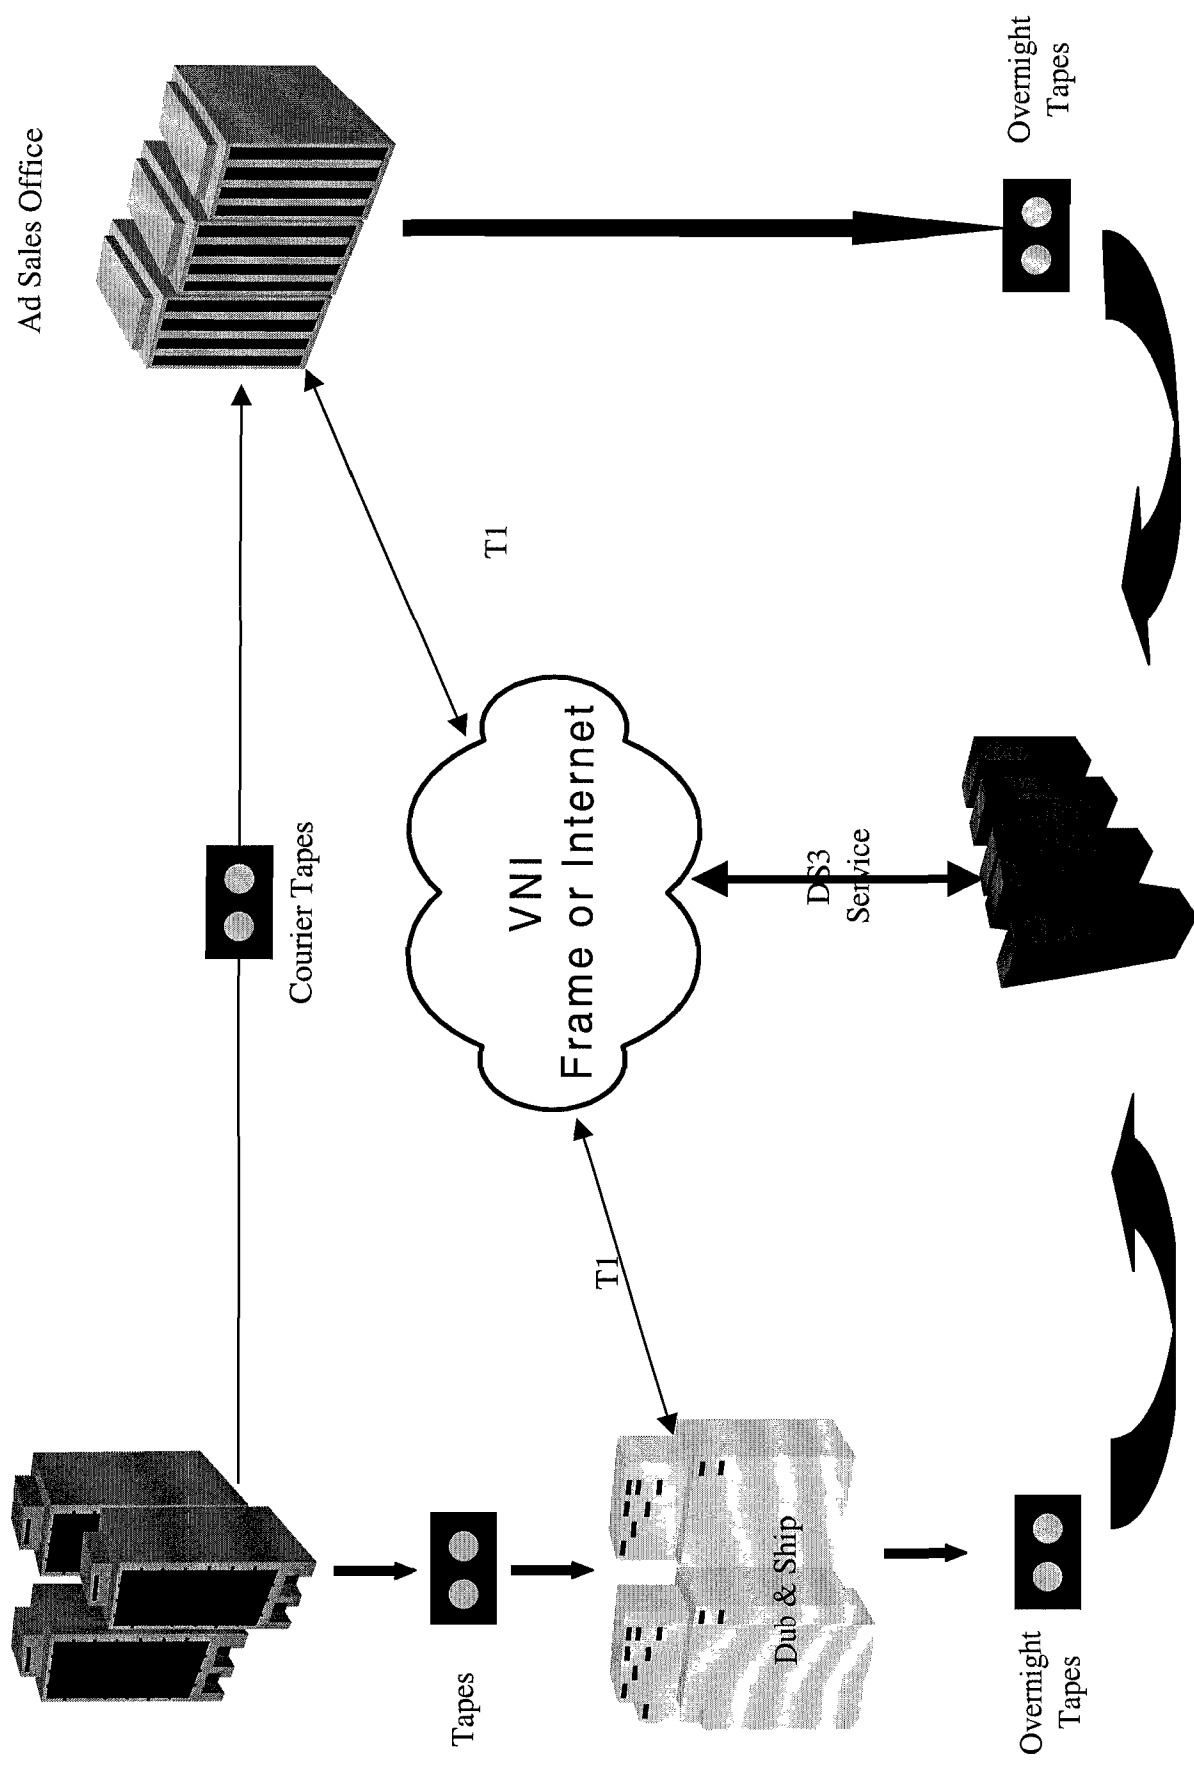 Ad Sales Office
Courier Tapes
T1
VNI
Frame or Internet
T1
Tapes
DS3
Service
Dub & Ship
Overnight
Tapes
Overnight
Tapes